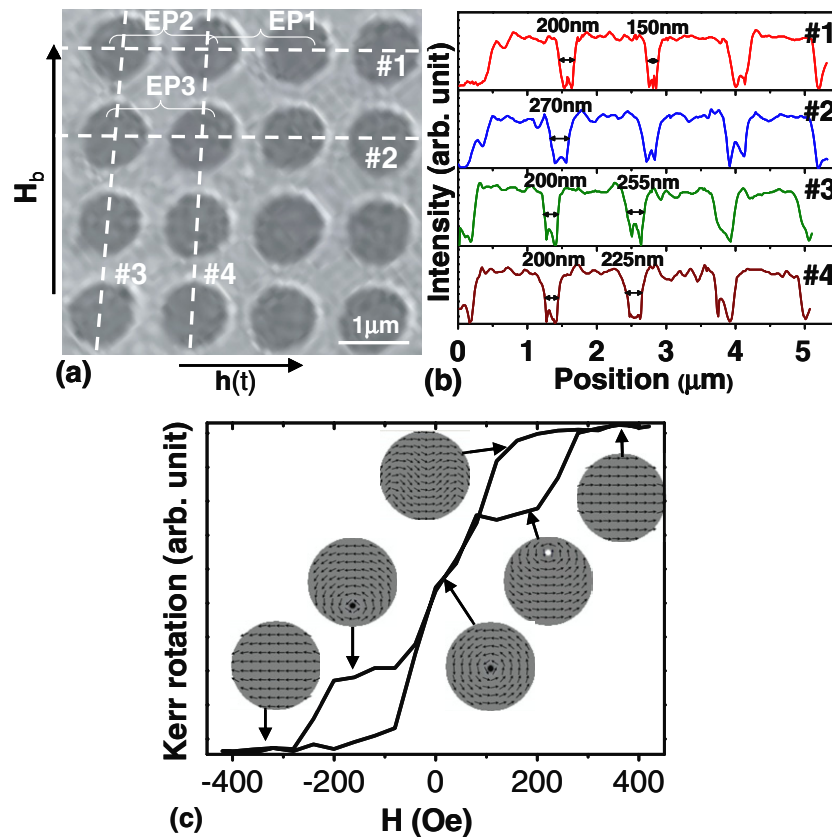 EP2 EP1
#1
EP3
#2
#3 #4
1μm
H_b
(a) h(t)
200nm 150nm #1
270nm #2
200nm 255nm #3
200nm 225nm #4
Intensity (arb. unit)
0 1 2 3 4 5
(b) Position (μm)
Kerr rotation (arb. unit)
-400 -200 0 200 400
(c) H (Oe)